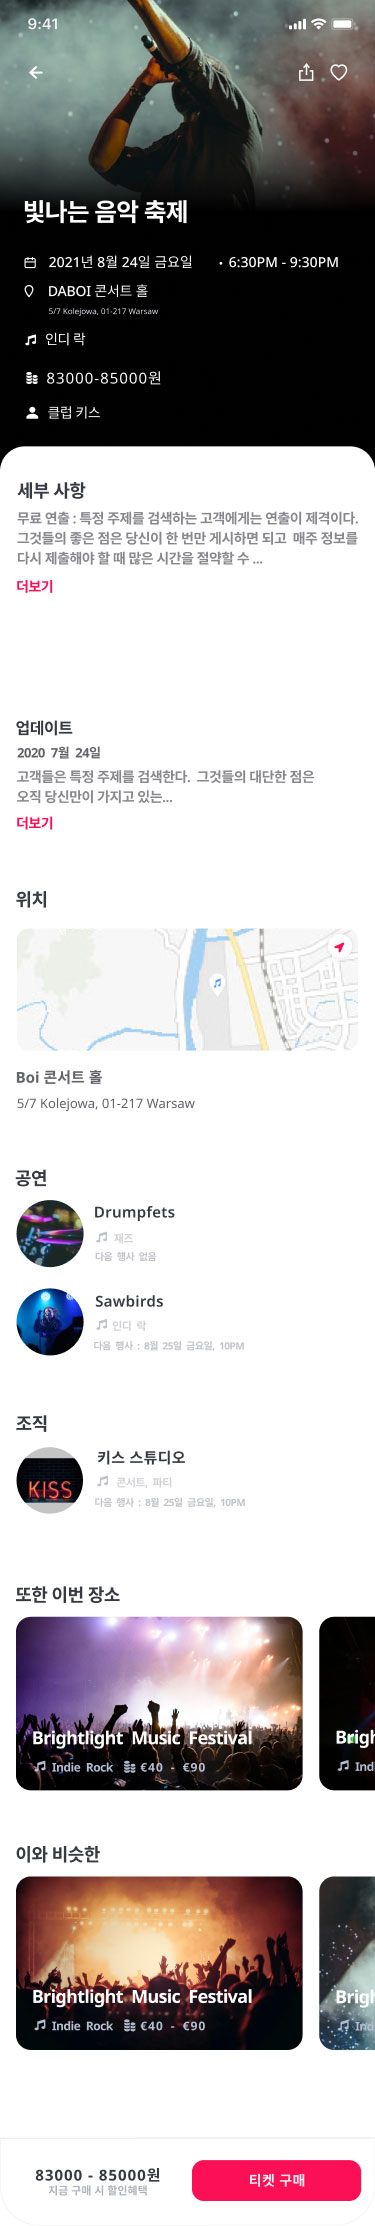 9:41
빛나는 음악 축제
2021년 8월 24일 금요일 • 6:30PM - 9:30PM
DABOI 콘서트 홀
5/7 Kolejowa, 01-217 Warsaw
인디 락
83000-85000원
클럽 키스
세부 사항
무료 연출 : 특정 주제를 검색하는 고객에게는 연출이 제격이다.
그것들의 좋은 점은 당신이 한 번만 게시하면 되고 매주 정보를
다시 제출해야 할 때 많은 시간을 절약할 수 ...
더보기
업데이트
2020 7월 24일
고객들은 특정 주제를 검색한다. 그것들의 대단한 점은
오직 당신만이 가지고 있는...
더보기
위치
Boi 콘서트 홀
5/7 Kolejowa, 01-217 Warsaw
공연
Drumpfets
재즈
다음 행사 없음
Sawbirds
인디 락
다음 행사 : 8월 25일 금요일, 10PM
조직
KISS
키스 스튜디오
콘서트, 파티
다음 행사 : 8월 25일 금요일, 10PM
또한 이번 장소
Brightlight Music Festival Brigh
Indie Rock €40 - €90 Ind
이와 비슷한
Brightlight Music Festival Brigh
Indie Rock €40 - €90 Ind
83000 - 85000원
지금 구매 시 할인혜택
티켓 구매